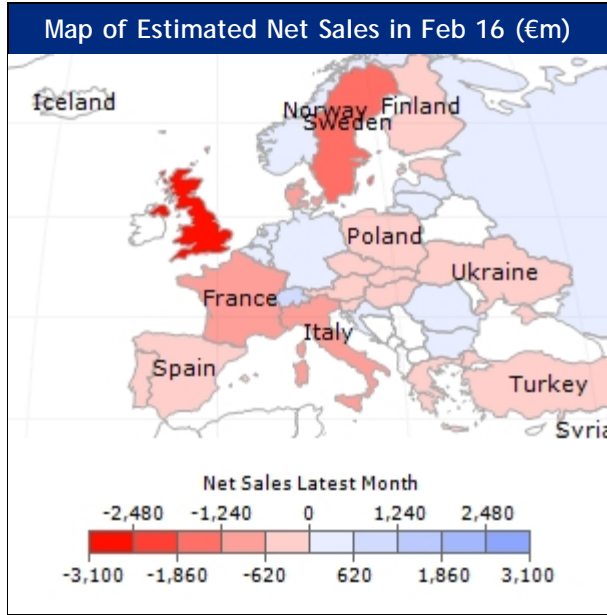 Map of Estimated Net Sales in Feb 16 (€m)
Iceland
Norway Finland
Sweden
Poland
Ukraine
France
Italy
Spain
Turkey
Syria
Net Sales Latest Month
-2,480 -1,240 0 1,240 2,480
-3,100 -1,860 -620 620 1,860 3,100